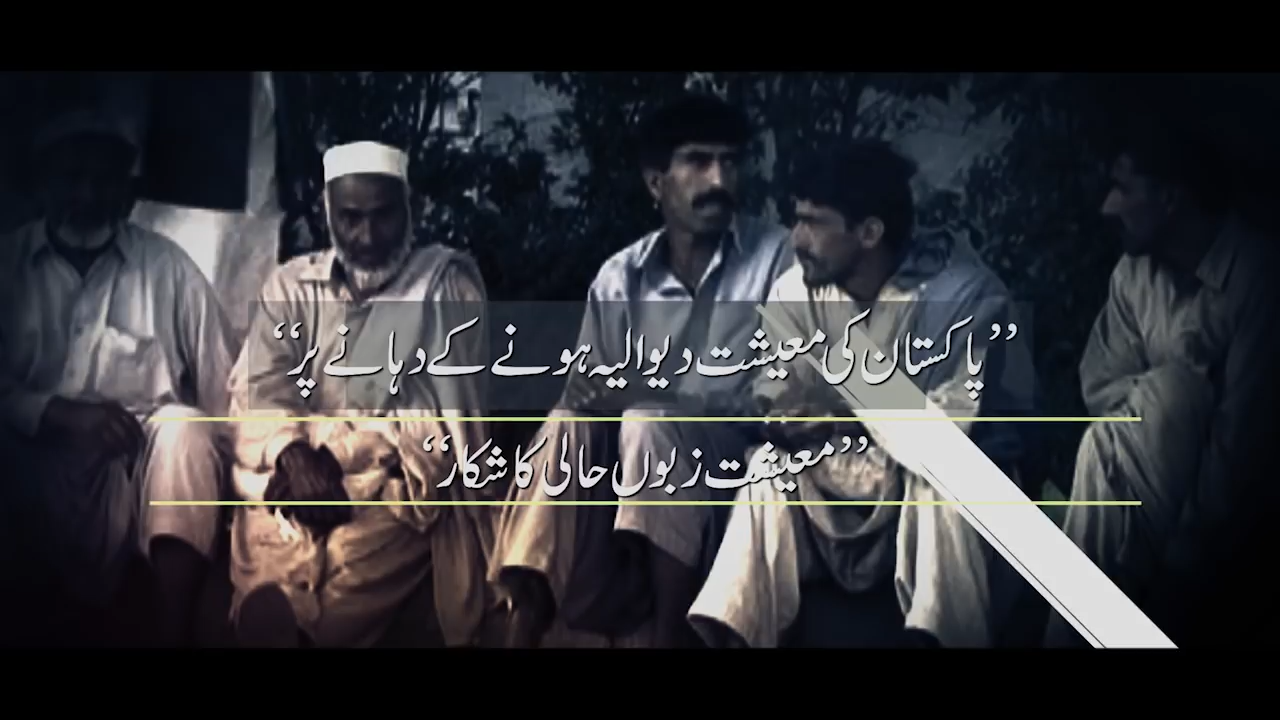 ”پاکستان کی معیشت دیوالیہ ہونے کے دہانے پر“
”معیشت زبوں حالی کا شکار“